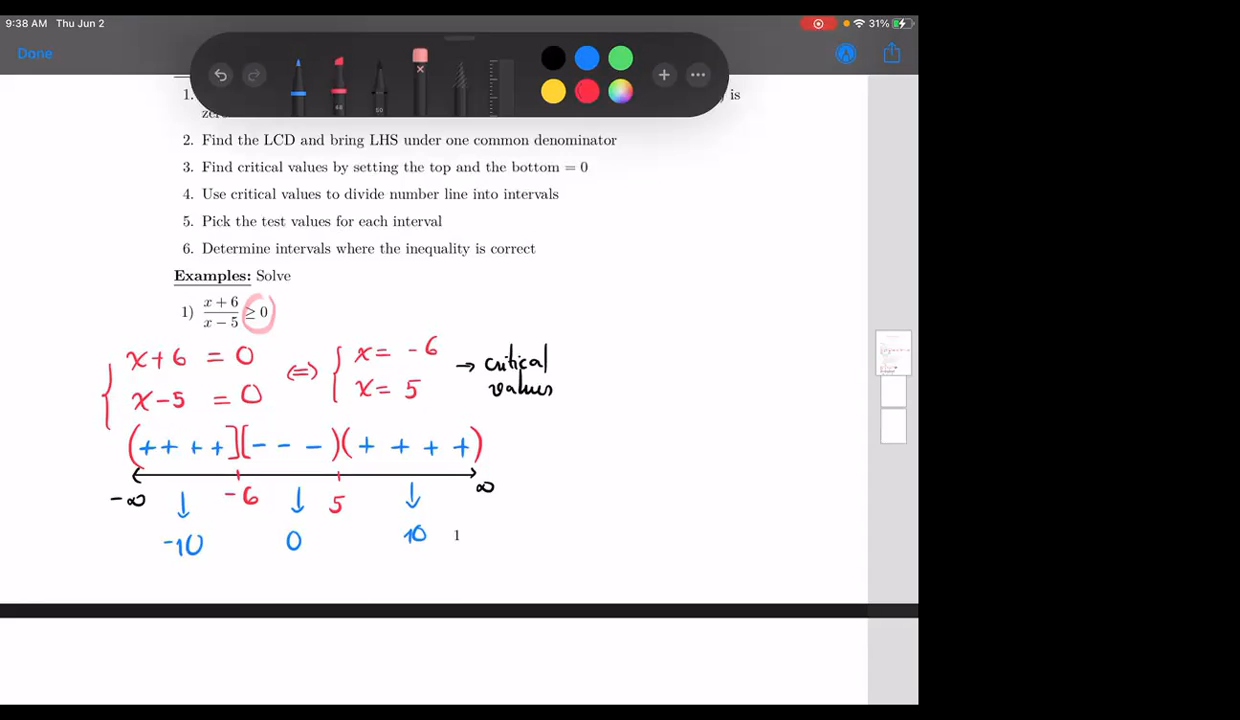 9:38 AM Thu Jun 2
31%
Done
1. is
2. Find the LCD and bring LHS under one common denominator
3. Find critical values by setting the top and the bottom = 0
4. Use critical values to divide number line into intervals
5. Pick the test values for each interval
6. Determine intervals where the inequality is correct
Examples: Solve
1) (x + 6)/(x − 5) ≥ 0
{ x+6 = 0 ⇔ { x = -6 → critical
x-5 = 0 x = 5 values
(++++][---)(++++)
-∞ -6 5 ∞
↓ ↓ ↓
-10 0 10 1